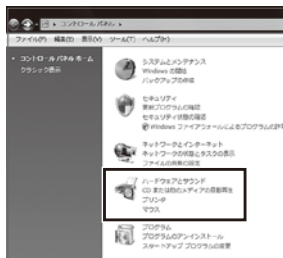 コントロール パネル
ファイル(F) 編集(E) 表示(V) ツール(T) ヘルプ(H)
コントロール パネル ホーム
クラシック表示
システムとメンテナンス
Windows の開始
バックアップの作成
セキュリティ
更新プログラムの確認
セキュリティ状態の確認
Windows ファイアウォールによるプログラムの許
ネットワークとインターネット
ネットワークの状態とタスクの表示
ファイルの共有の設定
ハードウェアとサウンド
CD または他のメディアの自動再生
プリンタ
マウス
プログラム
プログラムのアンインストール
スタートアップ プログラムの変更